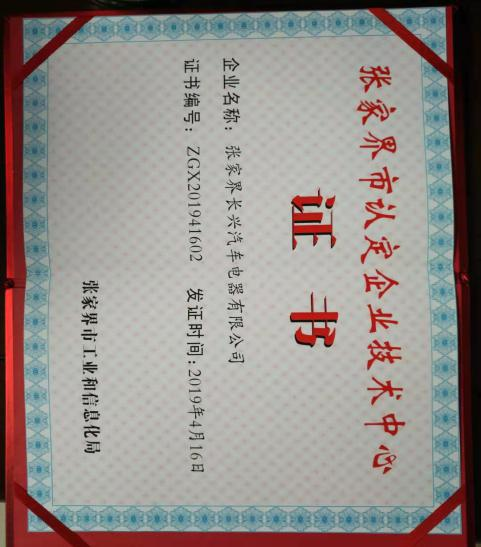 张家界市认定企业技术中心
证书
企业名称：张家界长兴汽车电器有限公司
证书编号：ZGX201941602 发证时间：2019年4月16日
张家界市工业和信息化局